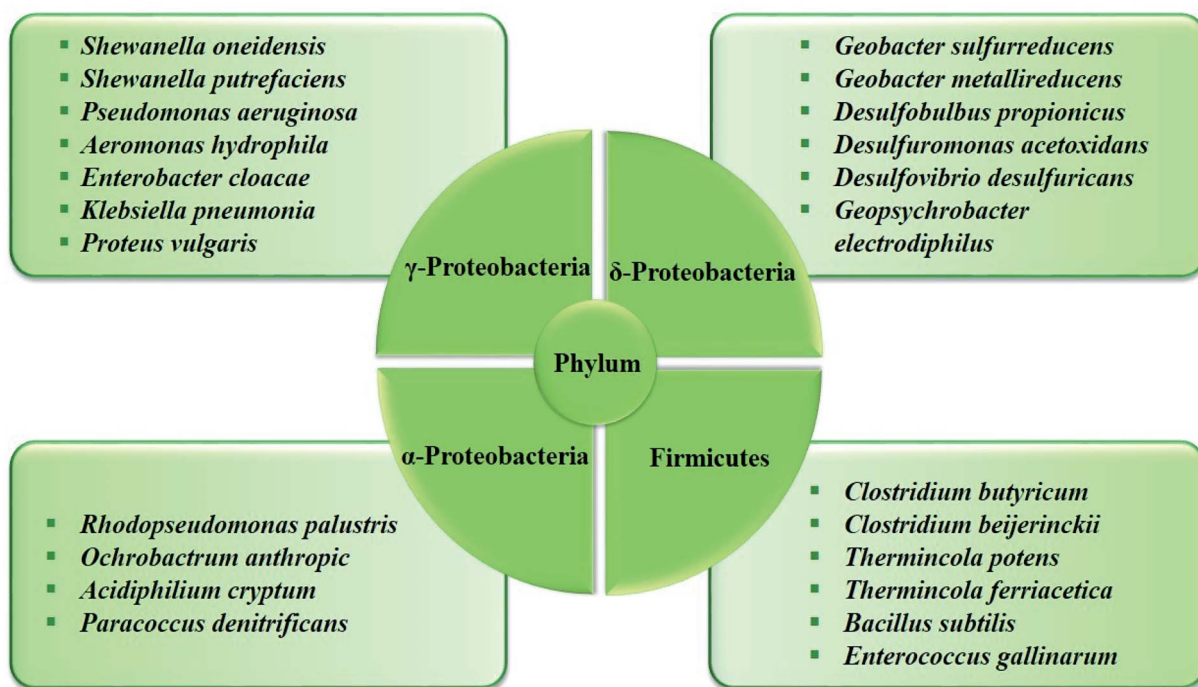 ▪ Shewanella oneidensis
▪ Shewanella putrefaciens
▪ Pseudomonas aeruginosa
▪ Aeromonas hydrophila
▪ Enterobacter cloacae
▪ Klebsiella pneumonia
▪ Proteus vulgaris
▪ Geobacter sulfurreducens
▪ Geobacter metallireducens
▪ Desulfobulbus propionicus
▪ Desulfuromonas acetoxidans
▪ Desulfovibrio desulfuricans
▪ Geopsychrobacter
electrodiphilus
γ-Proteobacteria
δ-Proteobacteria
Phylum
α-Proteobacteria
Firmicutes
▪ Rhodopseudomonas palustris
▪ Ochrobactrum anthropic
▪ Acidiphilium cryptum
▪ Paracoccus denitrificans
▪ Clostridium butyricum
▪ Clostridium beijerinckii
▪ Thermincola potens
▪ Thermincola ferriacetica
▪ Bacillus subtilis
▪ Enterococcus gallinarum